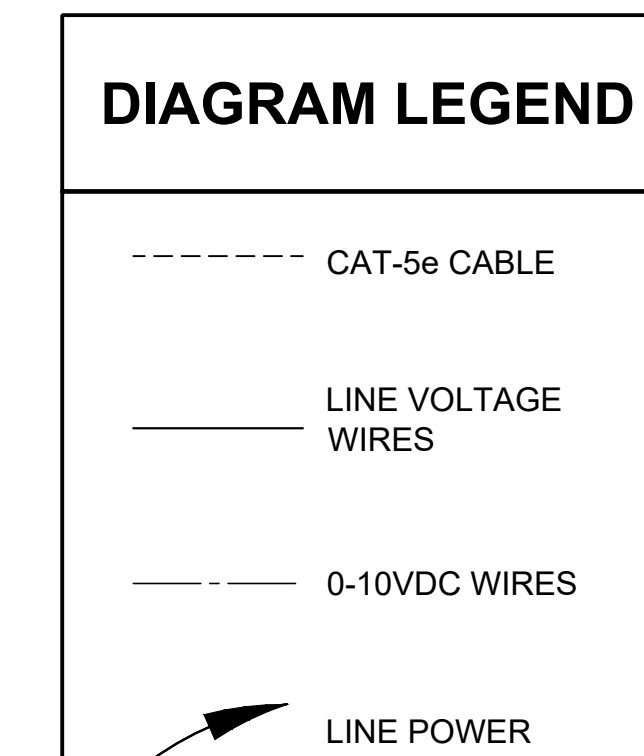 DIAGRAM LEGEND
CAT-5e CABLE
LINE VOLTAGE
WIRES
0-10VDC WIRES
LINE POWER